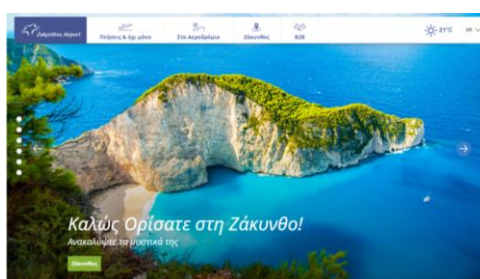 Zakynthos Airport
Πτήσεις & όχι μόνο
Στο Αεροδρόμιο
Ζάκυνθος
B2B
21°C
GR
Καλώς Ορίσατε στη Ζάκυνθο!
Ανακαλύψτε τα μυστικά της
Ζάκυνθος